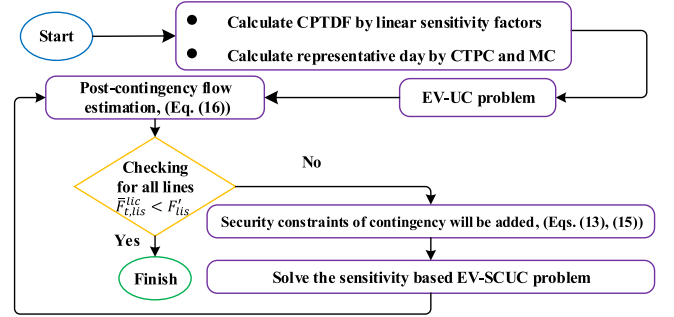 Start
● Calculate CPTDF by linear sensitivity factors
● Calculate representative day by CTPC and MC
Post-contingency flow
estimation, (Eq. (16))
EV-UC problem
Checking
for all lines
F̄_{t,lis}^{lic} < F'_{lis}
No
Security constraints of contingency will be added, (Eqs. (13), (15))
Yes
Finish
Solve the sensitivity based EV-SCUC problem